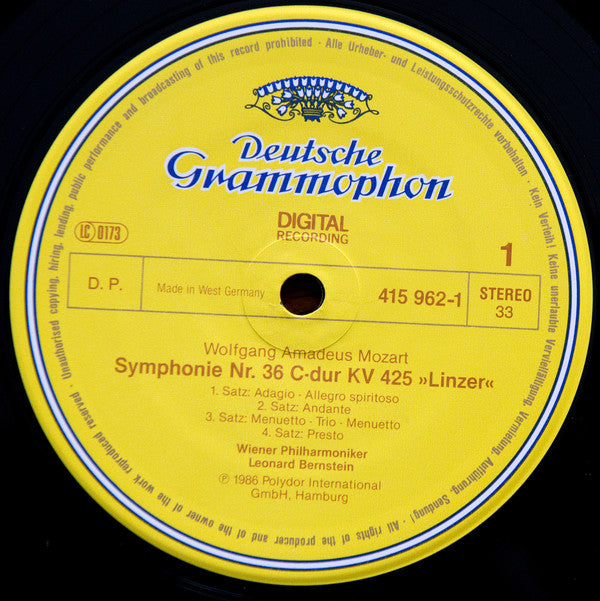 Deutsche
Grammophon
DIGITAL
RECORDING
LC 0173
1
D. P.
Made in West Germany
415 962-1
STEREO
33
Wolfgang Amadeus Mozart
Symphonie Nr. 36 C-dur KV 425 »Linzer«
1. Satz: Adagio - Allegro spiritoso
2. Satz: Andante
3. Satz: Menuetto - Trio - Menuetto
4. Satz: Presto
Wiener Philharmoniker
Leonard Bernstein
Ⓟ 1986 Polydor International
GmbH, Hamburg
Alle Urheber- und Leistungsschutzrechte vorbehalten · Kein Verleih! Keine unerlaubte Vervielfältigung, Vermietung, Aufführung, Sendung! · All rights of the producer and of the owner of the work reproduced reserved · Unauthorised copying, hiring, lending, public performance and broadcasting of this record prohibited ·